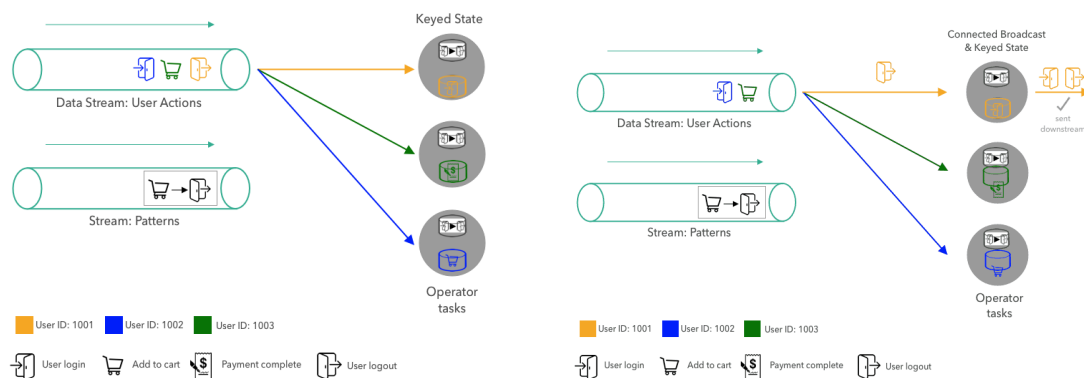 Keyed State
Data Stream: User Actions
Stream: Patterns
Operator
tasks
User ID: 1001
User ID: 1002
User ID: 1003
User login
Add to cart
$
Payment complete
User logout
Connected Broadcast
& Keyed State
sent
downstream
Data Stream: User Actions
Stream: Patterns
Operator
tasks
User ID: 1001
User ID: 1002
User ID: 1003
User login
Add to cart
$
Payment complete
User logout